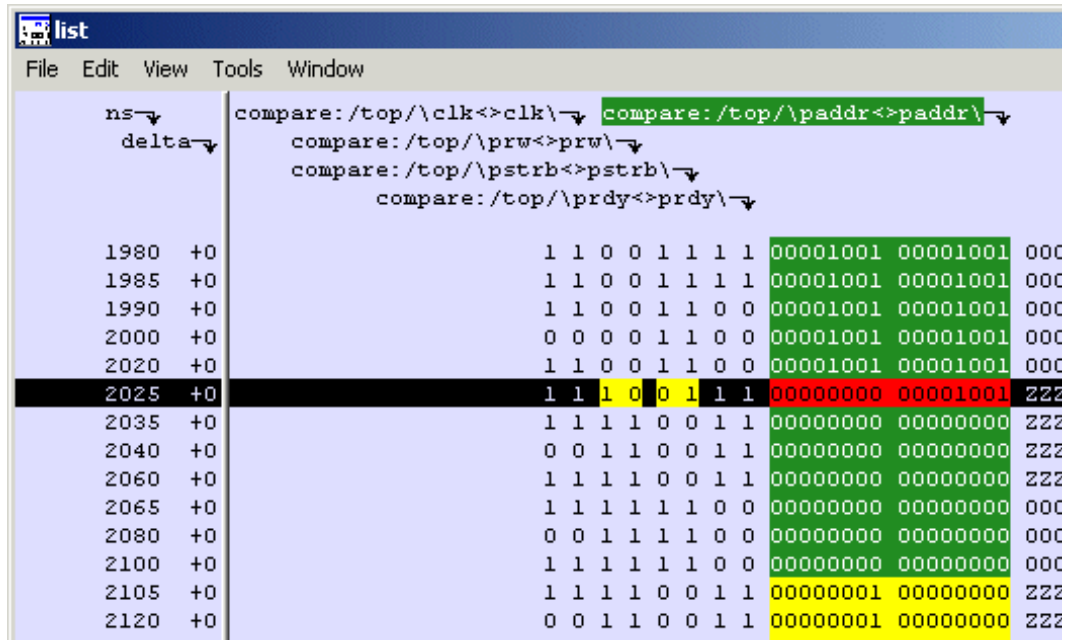 list
File Edit View Tools Window
ns compare:/top/\clk<>clk\ compare:/top/\paddr<>paddr\
delta compare:/top/\prw<>prw\
compare:/top/\pstrb<>pstrb\
compare:/top/\prdy<>prdy\
1980 +0 1 1 0 0 1 1 1 1 00001001 00001001 000
1985 +0 1 1 0 0 1 1 1 1 00001001 00001001 000
1990 +0 1 1 0 0 1 1 0 0 00001001 00001001 000
2000 +0 0 0 0 0 1 1 0 0 00001001 00001001 000
2020 +0 1 1 0 0 1 1 0 0 00001001 00001001 000
2025 +0 1 1 1 0 0 1 1 1 00000000 00001001 ZZZ
2035 +0 1 1 1 1 0 0 1 1 00000000 00000000 ZZZ
2040 +0 0 0 1 1 0 0 1 1 00000000 00000000 ZZZ
2060 +0 1 1 1 1 0 0 1 1 00000000 00000000 ZZZ
2065 +0 1 1 1 1 1 1 0 0 00000000 00000000 000
2080 +0 0 0 1 1 1 1 0 0 00000000 00000000 000
2100 +0 1 1 1 1 1 1 0 0 00000000 00000000 000
2105 +0 1 1 1 1 0 0 1 1 00000001 00000000 ZZZ
2120 +0 0 0 1 1 0 0 1 1 00000001 00000000 ZZZ